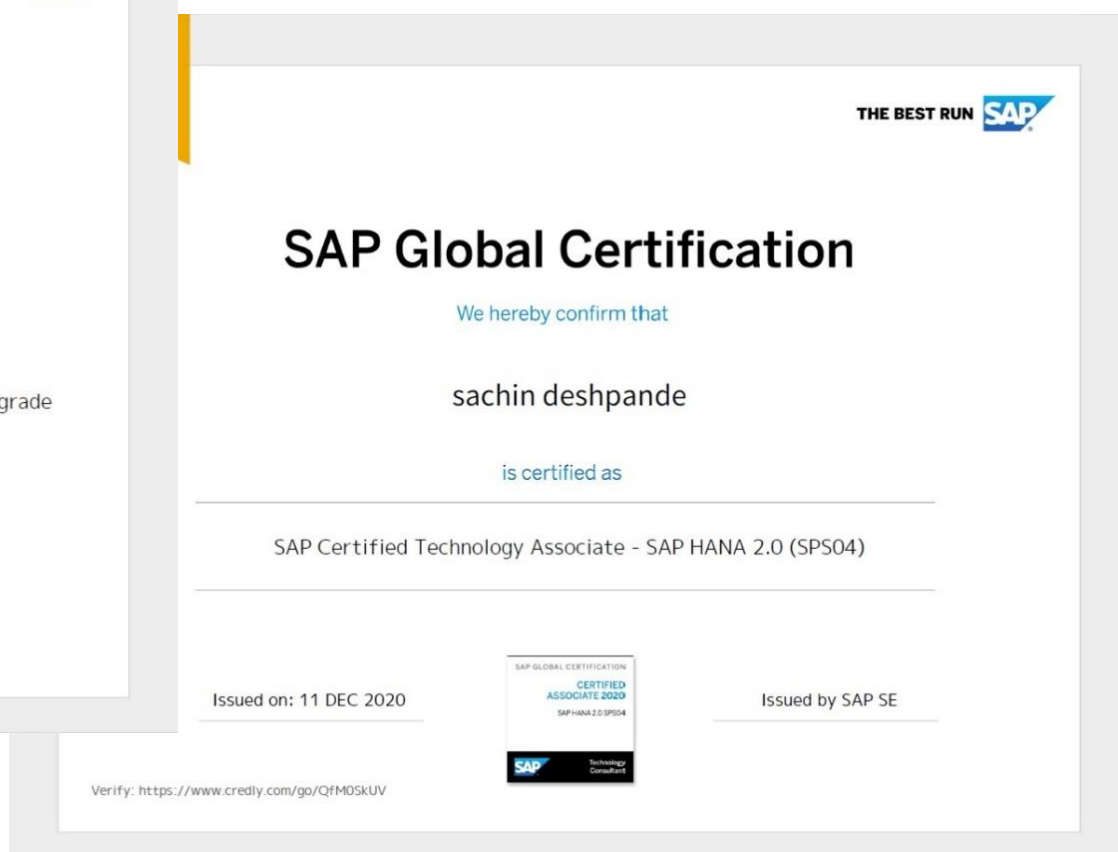 grade
THE BEST RUN SAP
SAP Global Certification
We hereby confirm that
sachin deshpande
is certified as
SAP Certified Technology Associate - SAP HANA 2.0 (SPS04)
SAP GLOBAL CERTIFICATION
CERTIFIED
ASSOCIATE 2020
SAP HANA 2.0 SPS04
SAP
Technology
Consultant
Issued on: 11 DEC 2020
Issued by SAP SE
Verify: https://www.credly.com/go/QfM0SkUV